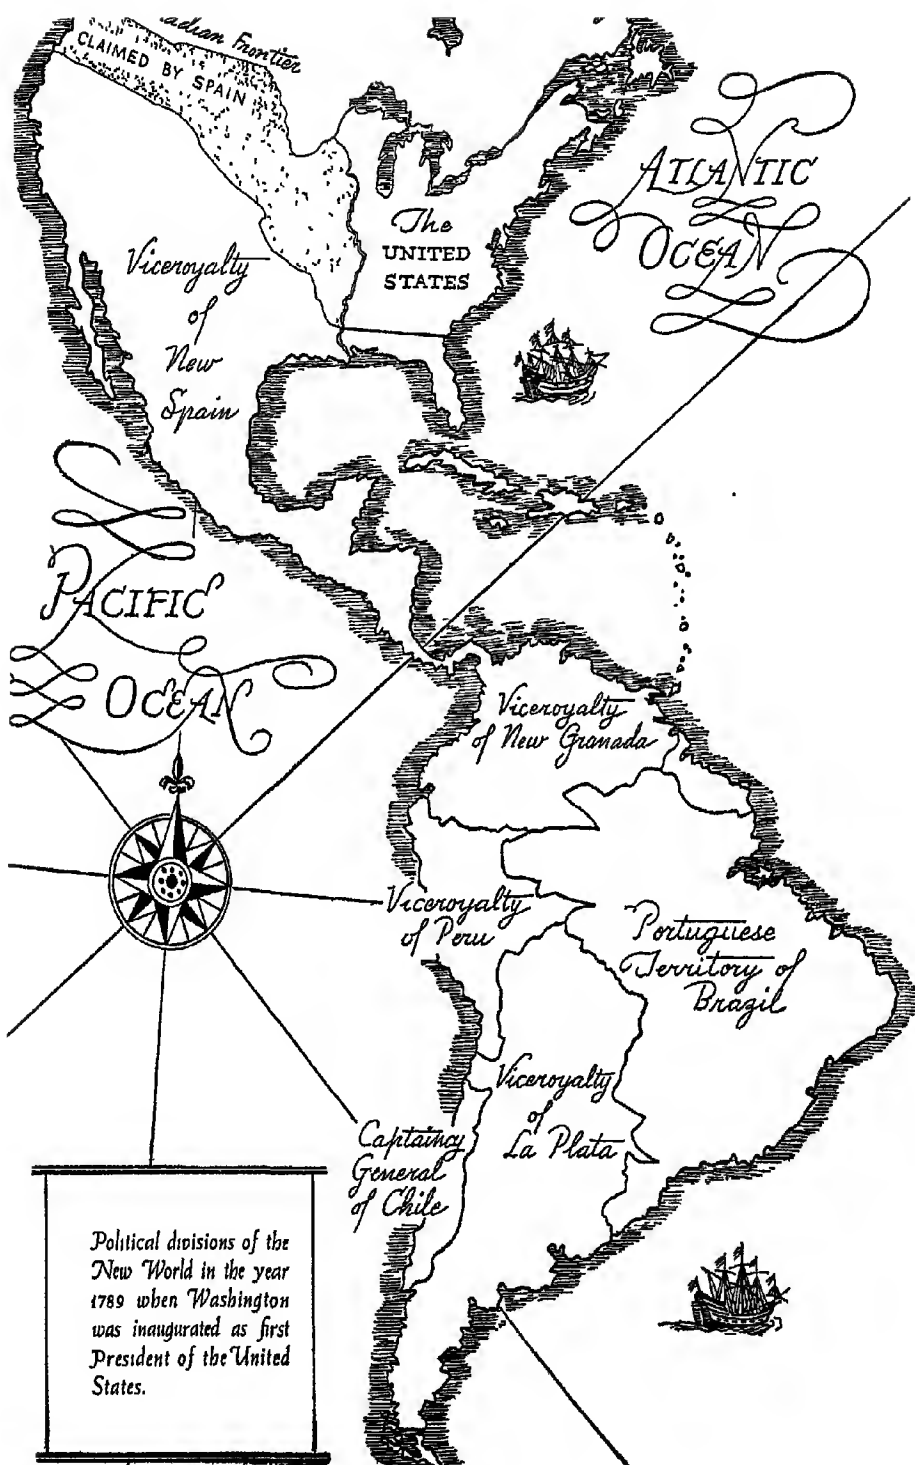 Frontier
CLAIMED BY SPAIN
ATLANTIC
OCEAN
The
UNITED
STATES
Viceroyalty
of
New
Spain
PACIFIC
OCEAN
Viceroyalty
of New Granada
Viceroyalty
of Peru
Portuguese
Territory of
Brazil
Viceroyalty
of
La Plata
Captaincy
General
of Chile
Political divisions of the
New World in the year
1789 when Washington
was inaugurated as first
President of the United
States.